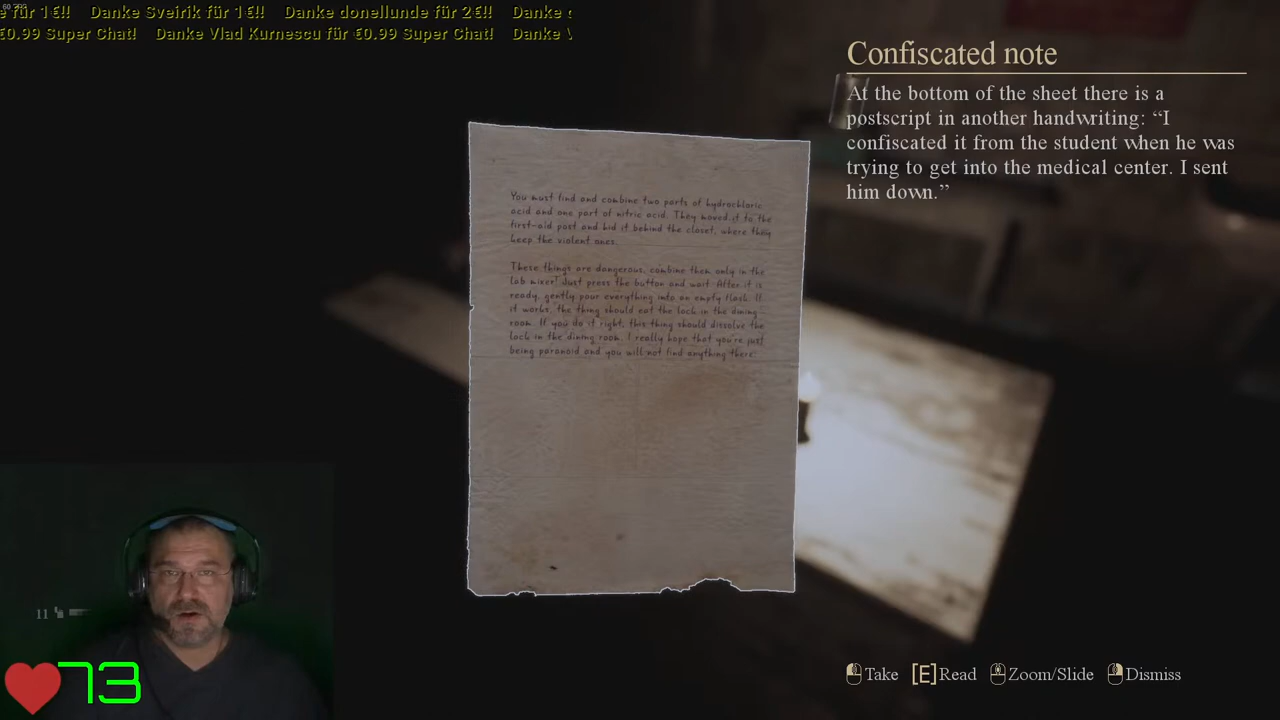 60 FPS
e für 1€!! Danke Sveirik für 1€!! Danke donellunde für 2€!! Danke
€0.99 Super Chat! Danke Vlad Kurnescu für €0.99 Super Chat! Danke
Confiscated note
At the bottom of the sheet there is a
postscript in another handwriting: “I
confiscated it from the student when he was
trying to get into the medical center. I sent
him down.”
You must find and combine two parts of hydrochloric
acid and one part of nitric acid. They moved it to the
first-aid post and hid it behind the closet, where they
keep the violent ones.
These things are dangerous, combine them only in the
lab mixer! Just press the button and wait. After it is
ready, gently pour everything into an empty flask. If
it works, the thing should eat the lock in the dining
room. If you do it right, this thing should dissolve the
lock in the dining room. I really hope that you're just
being paranoid and you will not find anything there.
11
73
Take [E] Read Zoom/Slide Dismiss